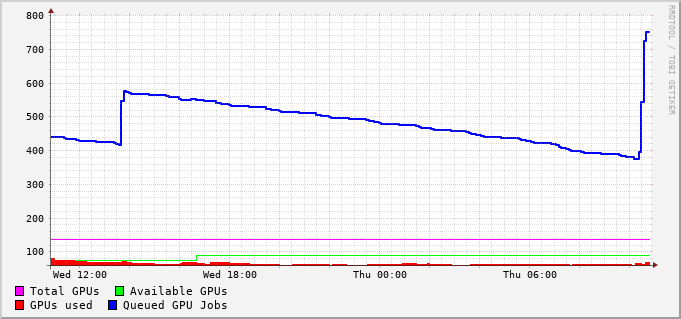 800
700
600
500
400
300
200
100
Wed 12:00 Wed 18:00 Thu 00:00 Thu 06:00
Total GPUs Available GPUs
GPUs used Queued GPU Jobs
RRDTOOL / TOBI OETIKER